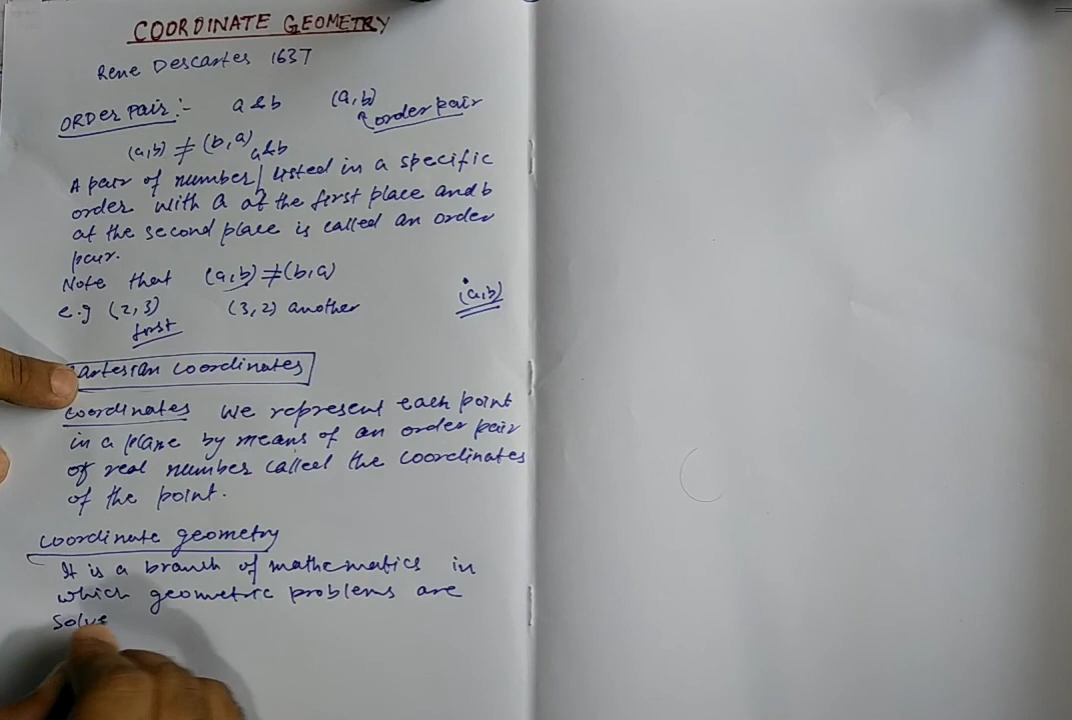 COORDINATE GEOMETRY
Rene Descartes 1637
ORDER PAIR:- a & b (a,b)
order pair
(a,b) ≠ (b,a)
a&b
A pair of number / listed in a specific
order with a at the first place and b
at the second place is called an order
pair.
Note that (a,b) ≠ (b,a)
e.g (2,3) (3,2) another (a,b)
first
artesian coordinates
coordinates We represent each point
in a plane by means of an order pair
of real number called the coordinates
of the point.
coordinate geometry
It is a branch of mathematics in
which geometric problems are
Solve